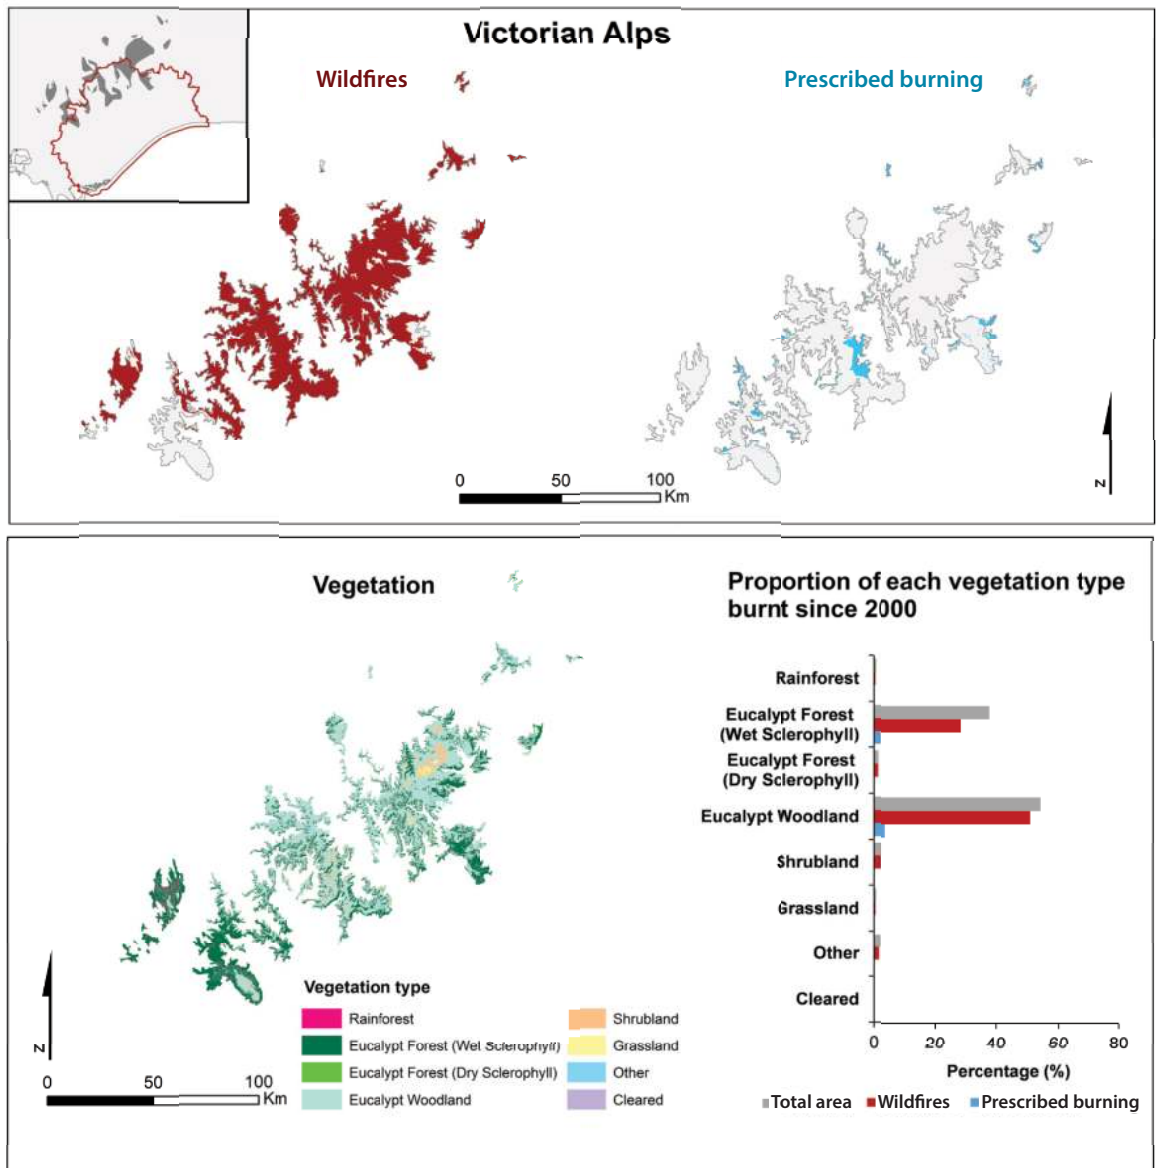 Victorian Alps
Wildfires
Prescribed burning
0 50 100
Km
N
Vegetation
Proportion of each vegetation type
burnt since 2000
Rainforest
Eucalypt Forest
(Wet Sclerophyll)
Eucalypt Forest
(Dry Sclerophyll)
Eucalypt Woodland
Shrubland
Grassland
Other
Cleared
0 20 40 60 80
Percentage (%)
Total area Wildfires Prescribed burning
N
0 50 100
Km
Vegetation type
Rainforest
Eucalypt Forest (Wet Sclerophyll)
Eucalypt Forest (Dry Sclerophyll)
Eucalypt Woodland
Shrubland
Grassland
Other
Cleared